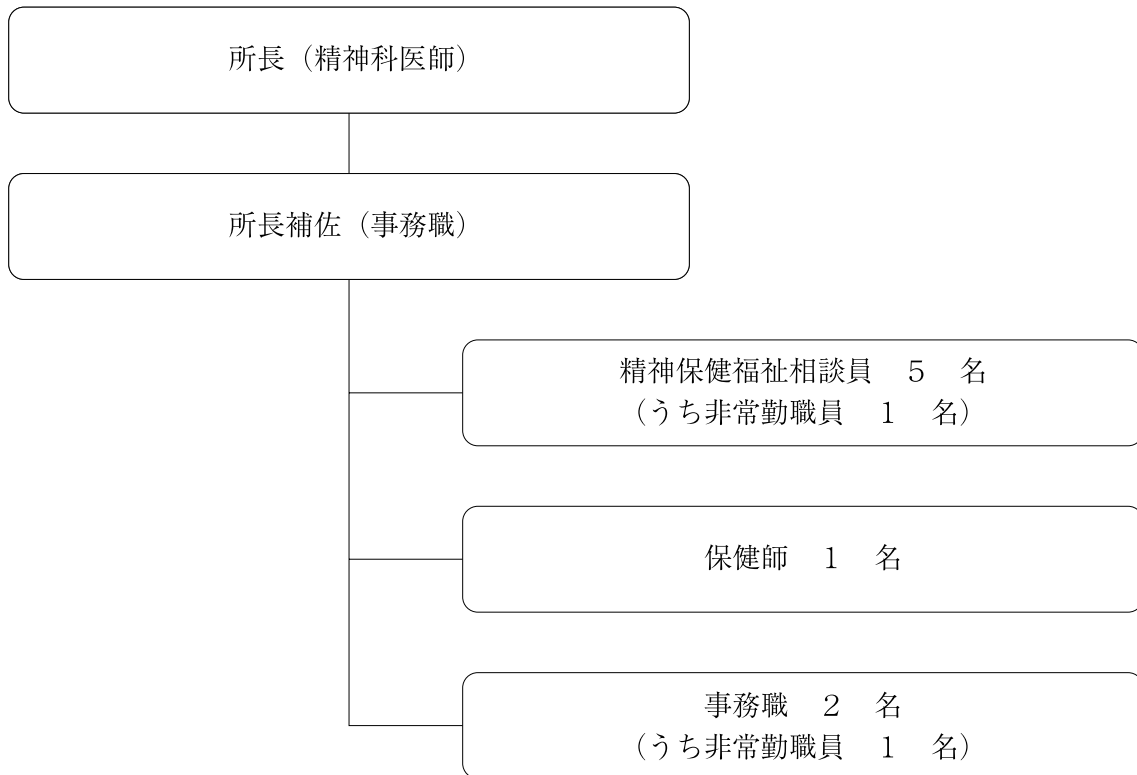 所長（精神科医師）
所長補佐（事務職）
精神保健福祉相談員　５　名
（うち非常勤職員　１　名）
保健師　１　名
事務職　２　名
（うち非常勤職員　１　名）